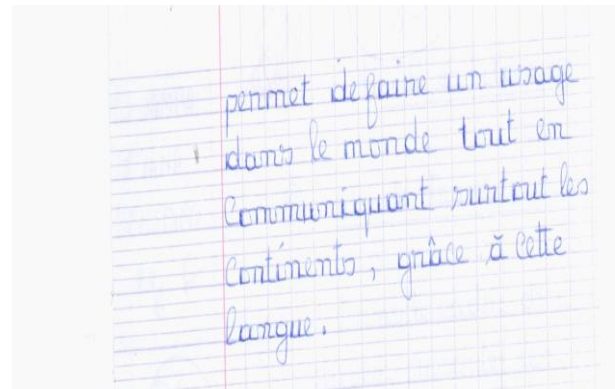 permet de faire un usage
dans le monde tout en
Communiquant surtout les
Continents, grâce à cette
langue.